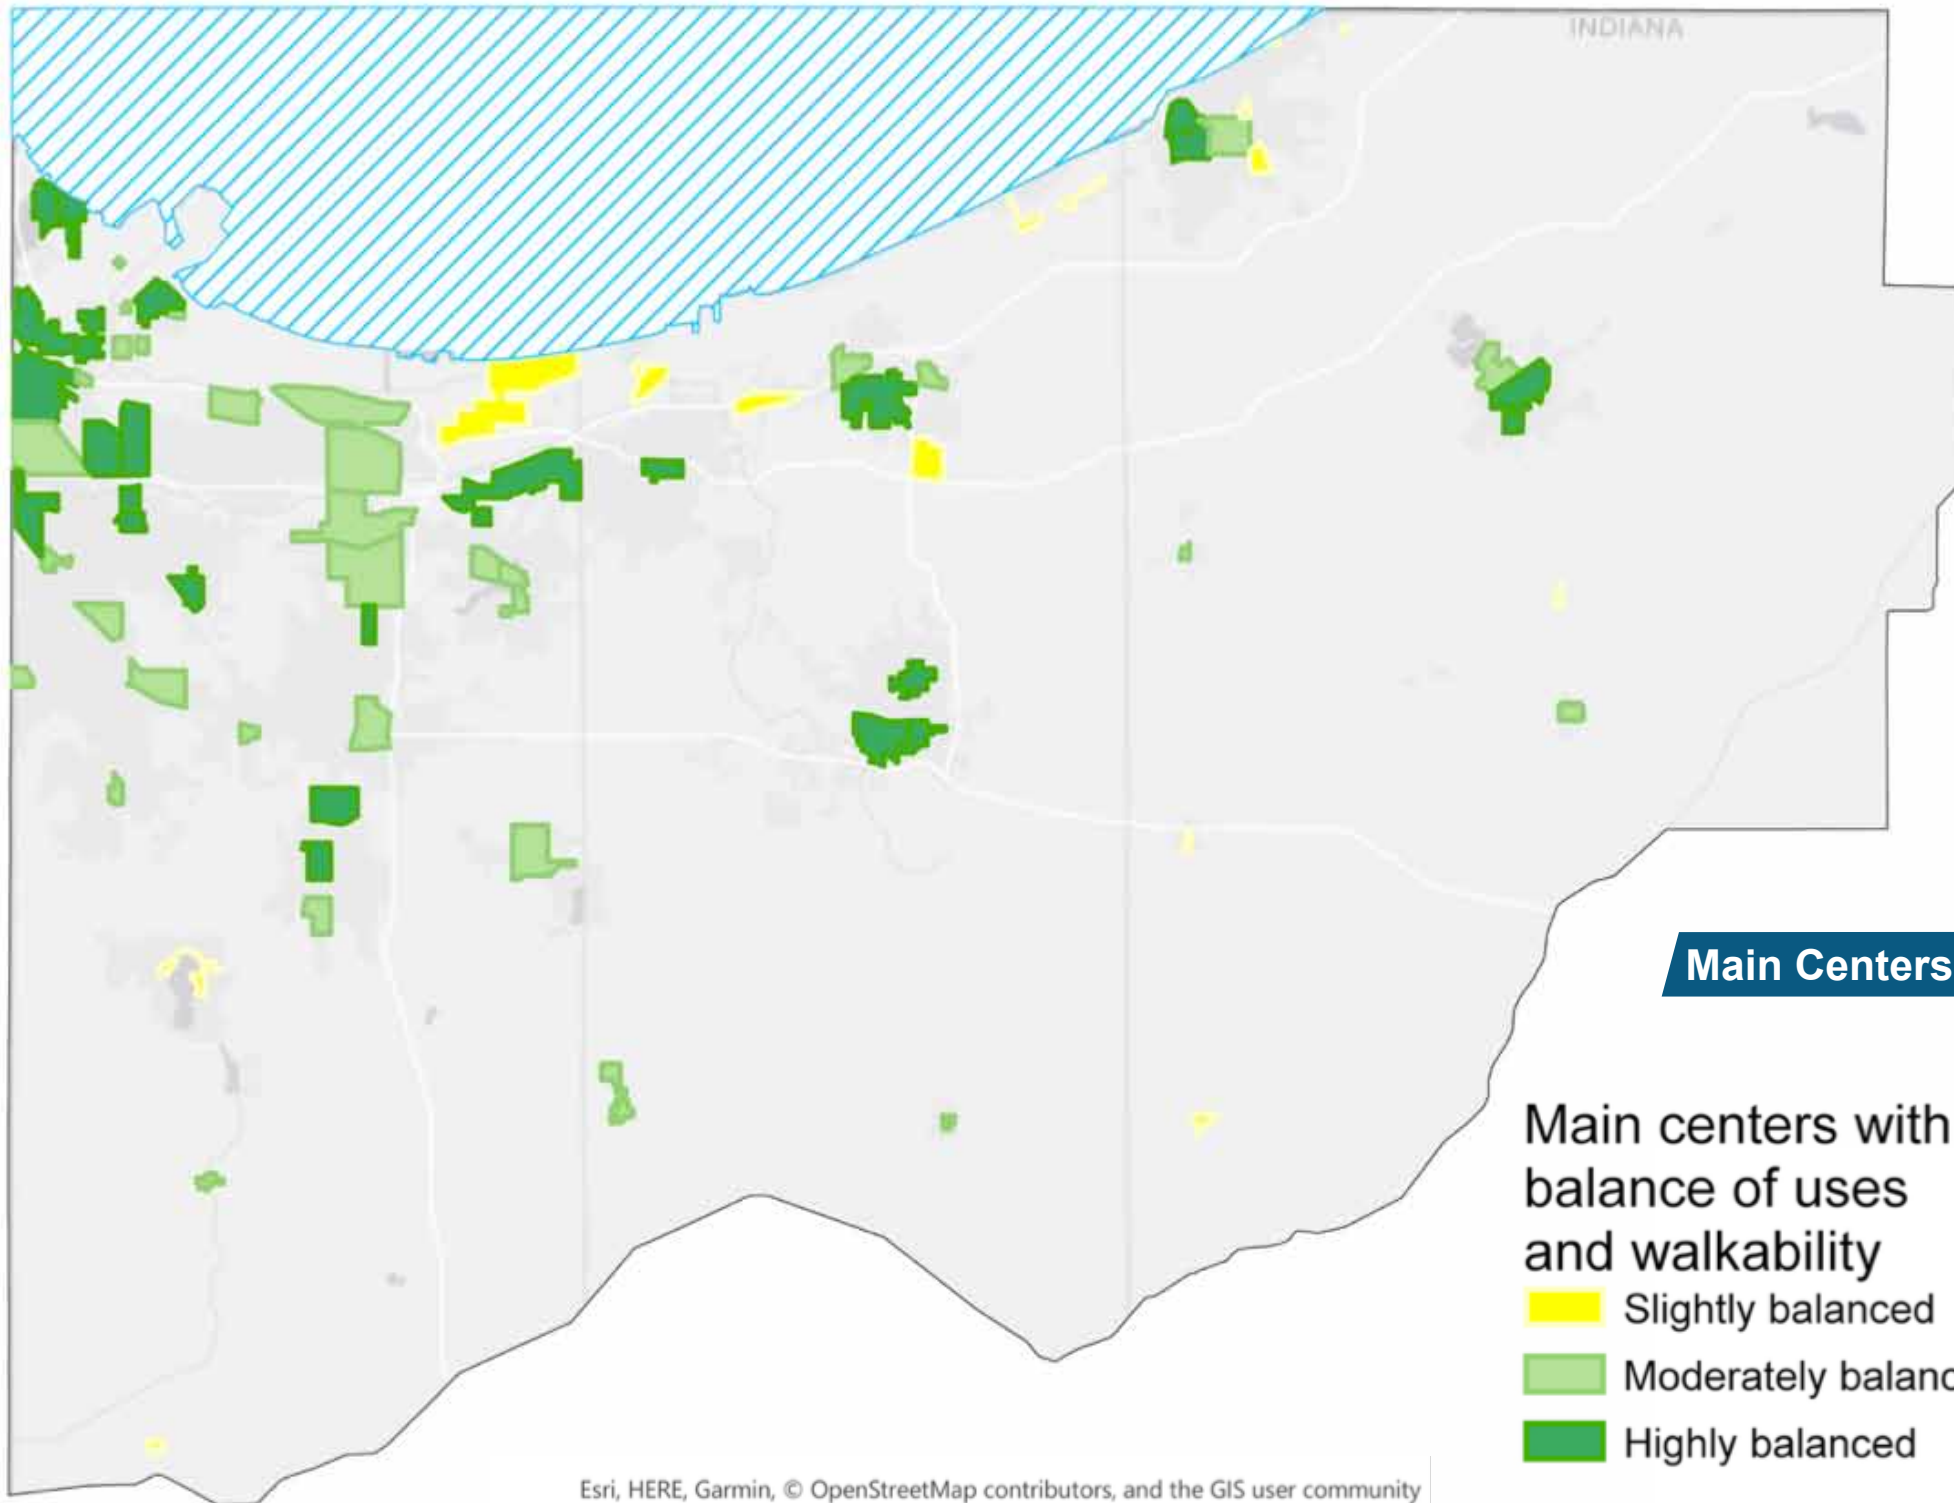 INDIANA
Main Centers
Main centers with
balance of uses
and walkability
Slightly balanced
Moderately balanc
Highly balanced
Esri, HERE, Garmin, © OpenStreetMap contributors, and the GIS user community